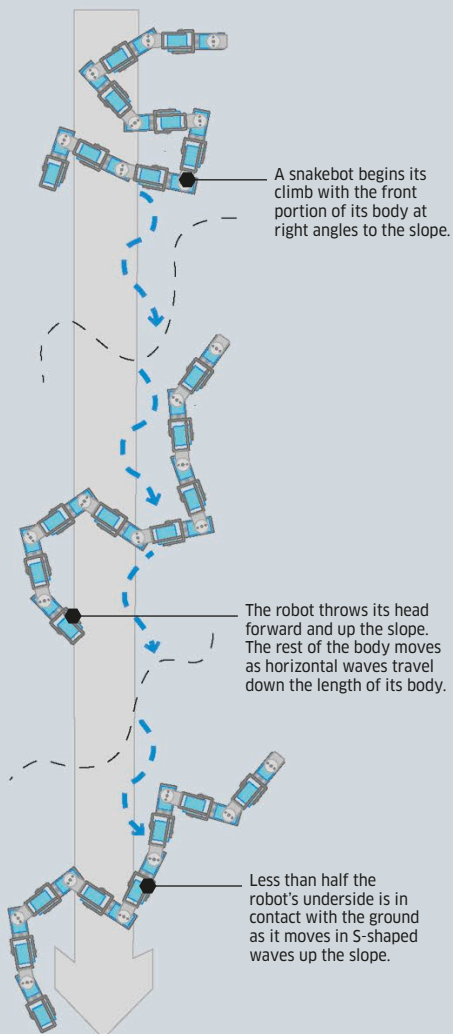 A snakebot begins its
climb with the front
portion of its body at
right angles to the slope.
The robot throws its head
forward and up the slope.
The rest of the body moves
as horizontal waves travel
down the length of its body.
Less than half the
robot's underside is in
contact with the ground
as it moves in S-shaped
waves up the slope.